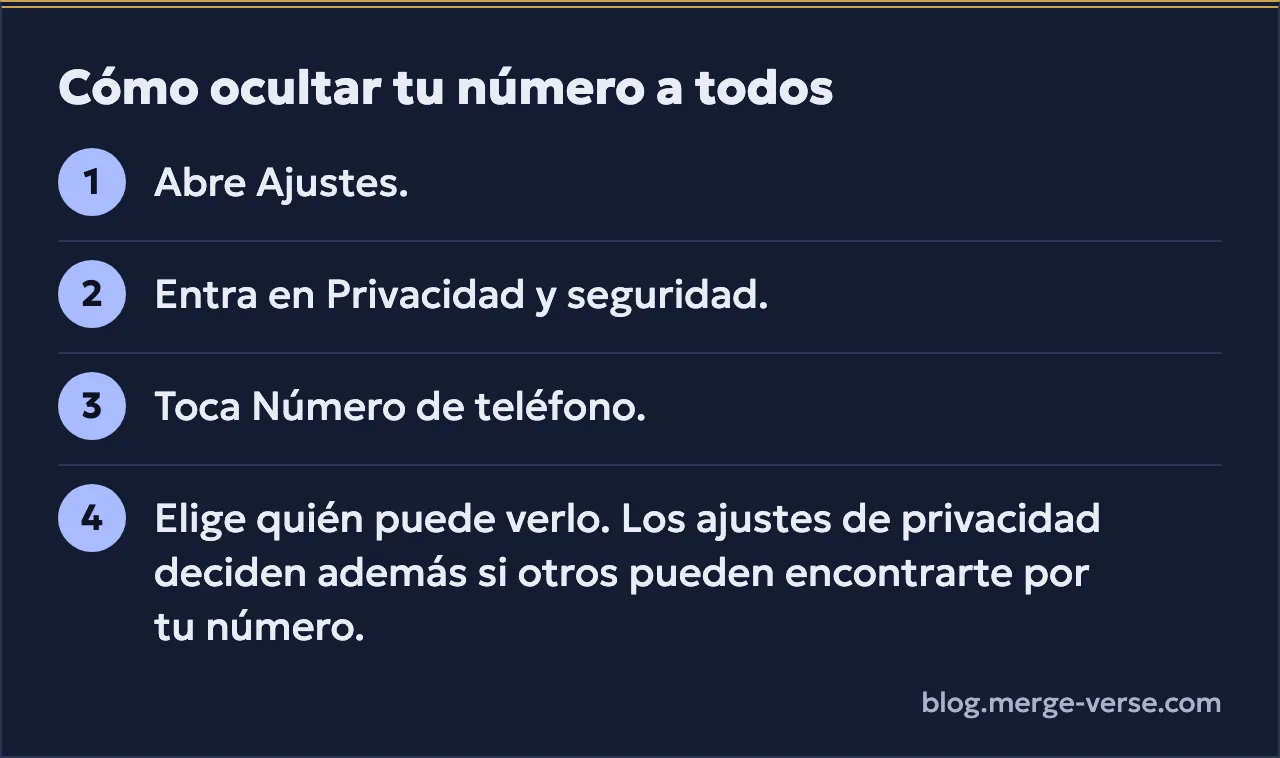 Cómo ocultar tu número a todos
1 Abre Ajustes.
2 Entra en Privacidad y seguridad.
3 Toca Número de teléfono.
4 Elige quién puede verlo. Los ajustes de privacidad
deciden además si otros pueden encontrarte por
tu número.
blog.merge-verse.com